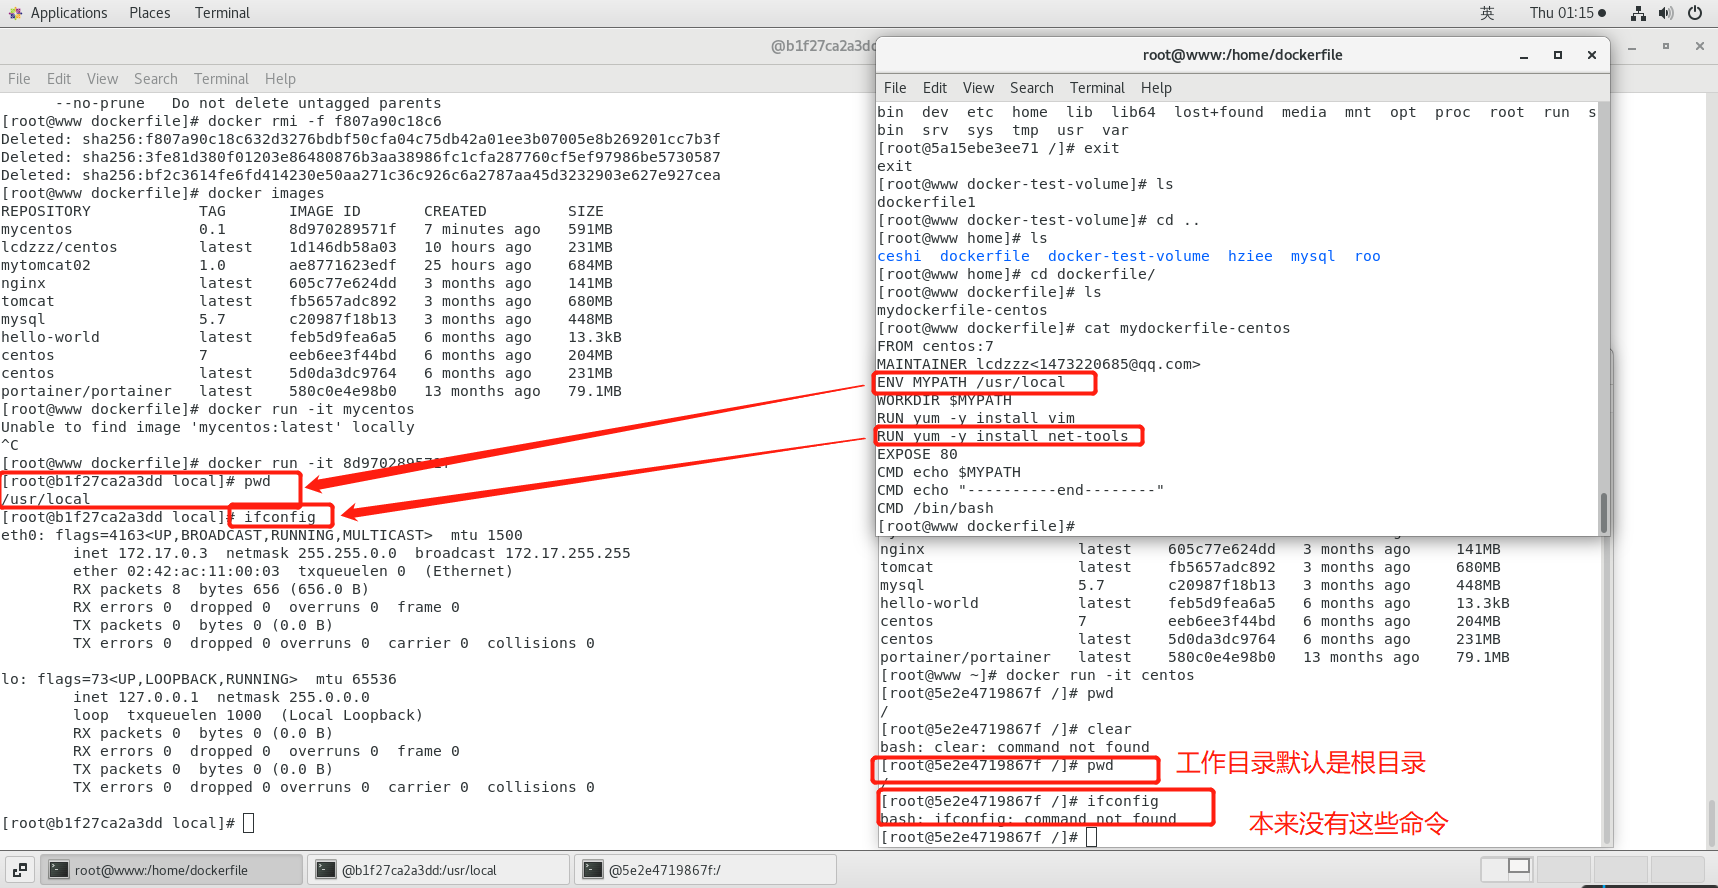 Applications Places Terminal 英 Thu 01:15
@b1f27ca2a3dd
File Edit View Search Terminal Help
--no-prune Do not delete untagged parents
[root@www dockerfile]# docker rmi -f f807a90c18c6
Deleted: sha256:f807a90c18c632d3276bdbf50cfa04c75db42a01ee3b07005e8b269201cc7b3f
Deleted: sha256:3fe81d380f01203e86480876b3aa38986fc1cfa287760cf5ef97986be5730587
Deleted: sha256:bf2c3614fe6fd414230e50aa271c36c926c6a2787aa45d3232903e627e927cea
[root@www dockerfile]# docker images
REPOSITORY TAG IMAGE ID CREATED SIZE
mycentos 0.1 8d970289571f 7 minutes ago 591MB
lcdzzz/centos latest 1d146db58a03 10 hours ago 231MB
mytomcat02 1.0 ae8771623edf 25 hours ago 684MB
nginx latest 605c77e624dd 3 months ago 141MB
tomcat latest fb5657adc892 3 months ago 680MB
mysql 5.7 c20987f18b13 3 months ago 448MB
hello-world latest feb5d9fea6a5 6 months ago 13.3kB
centos 7 eeb6ee3f44bd 6 months ago 204MB
centos latest 5d0da3dc9764 6 months ago 231MB
portainer/portainer latest 580c0e4e98b0 13 months ago 79.1MB
[root@www dockerfile]# docker run -it mycentos
Unable to find image 'mycentos:latest' locally
^C
[root@www dockerfile]# docker run -it 8d970289571f
[root@b1f27ca2a3dd local]# pwd
/usr/local
[root@b1f27ca2a3dd local]# ifconfig
eth0: flags=4163<UP,BROADCAST,RUNNING,MULTICAST> mtu 1500
inet 172.17.0.3 netmask 255.255.0.0 broadcast 172.17.255.255
ether 02:42:ac:11:00:03 txqueuelen 0 (Ethernet)
RX packets 8 bytes 656 (656.0 B)
RX errors 0 dropped 0 overruns 0 frame 0
TX packets 0 bytes 0 (0.0 B)
TX errors 0 dropped 0 overruns 0 carrier 0 collisions 0
lo: flags=73<UP,LOOPBACK,RUNNING> mtu 65536
inet 127.0.0.1 netmask 255.0.0.0
loop txqueuelen 1000 (Local Loopback)
RX packets 0 bytes 0 (0.0 B)
RX errors 0 dropped 0 overruns 0 frame 0
TX packets 0 bytes 0 (0.0 B)
TX errors 0 dropped 0 overruns 0 carrier 0 collisions 0
[root@b1f27ca2a3dd local]#
root@www:/home/dockerfile
File Edit View Search Terminal Help
bin dev etc home lib lib64 lost+found media mnt opt proc root run s
bin srv sys tmp usr var
[root@5a15ebe3ee71 /]# exit
exit
[root@www docker-test-volume]# ls
dockerfile1
[root@www docker-test-volume]# cd ..
[root@www home]# ls
ceshi dockerfile docker-test-volume hziee mysql roo
[root@www home]# cd dockerfile/
[root@www dockerfile]# ls
mydockerfile-centos
[root@www dockerfile]# cat mydockerfile-centos
FROM centos:7
MAINTAINER lcdzzz<1473220685@qq.com>
ENV MYPATH /usr/local
WORKDIR $MYPATH
RUN yum -y install vim
RUN yum -y install net-tools
EXPOSE 80
CMD echo $MYPATH
CMD echo "----------end--------"
CMD /bin/bash
[root@www dockerfile]#
nginx latest 605c77e624dd 3 months ago 141MB
tomcat latest fb5657adc892 3 months ago 680MB
mysql 5.7 c20987f18b13 3 months ago 448MB
hello-world latest feb5d9fea6a5 6 months ago 13.3kB
centos 7 eeb6ee3f44bd 6 months ago 204MB
centos latest 5d0da3dc9764 6 months ago 231MB
portainer/portainer latest 580c0e4e98b0 13 months ago 79.1MB
[root@www ~]# docker run -it centos
[root@5e2e4719867f /]# pwd
/
[root@5e2e4719867f /]# clear
bash: clear: command not found
[root@5e2e4719867f /]# pwd
/
工作目录默认是根目录
[root@5e2e4719867f /]# ifconfig
bash: ifconfig: command not found
本来没有这些命令
[root@5e2e4719867f /]#
root@www:/home/dockerfile @b1f27ca2a3dd:/usr/local @5e2e4719867f:/